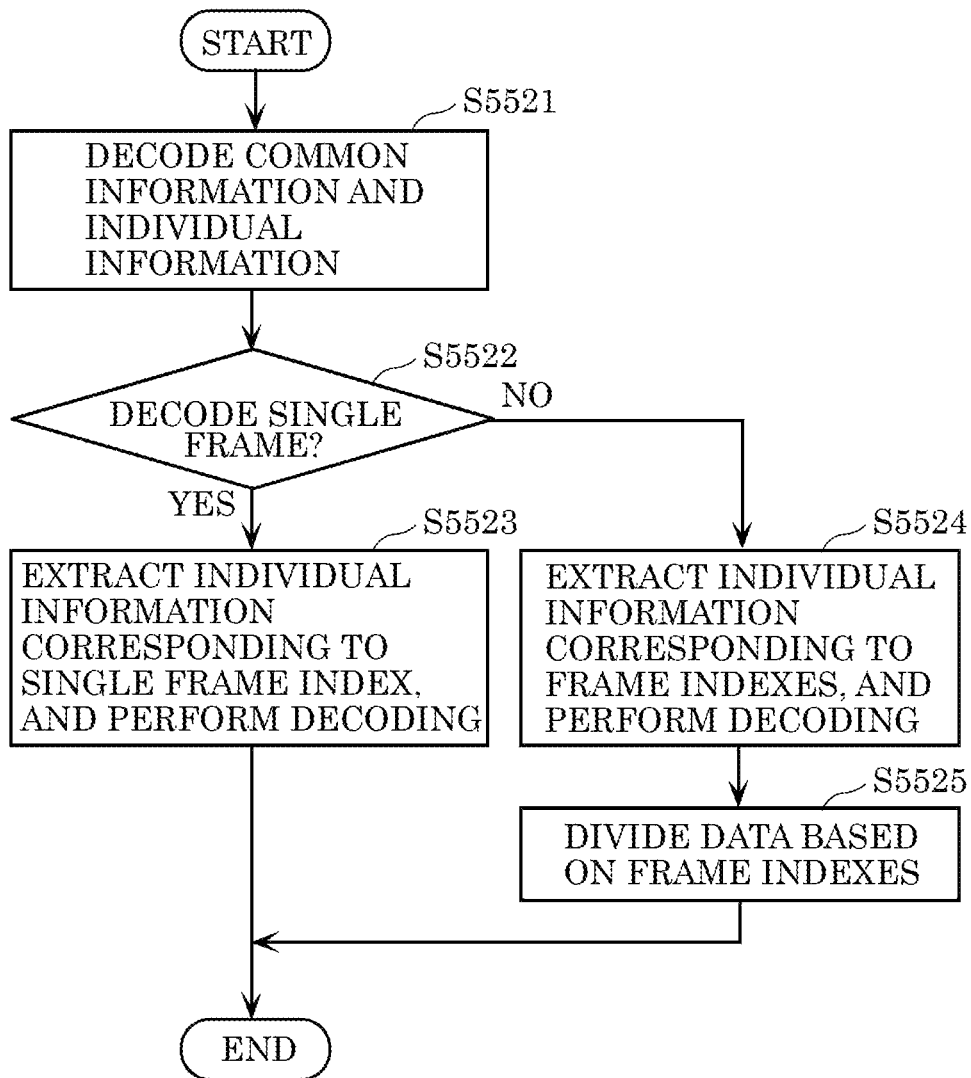 START
S5521
DECODE COMMON
INFORMATION AND
INDIVIDUAL
INFORMATION
S5522
DECODE SINGLE
FRAME?
NO
YES
S5523
EXTRACT INDIVIDUAL
INFORMATION
CORRESPONDING TO
SINGLE FRAME INDEX,
AND PERFORM DECODING
S5524
EXTRACT INDIVIDUAL
INFORMATION
CORRESPONDING TO
FRAME INDEXES, AND
PERFORM DECODING
S5525
DIVIDE DATA BASED
ON FRAME INDEXES
END